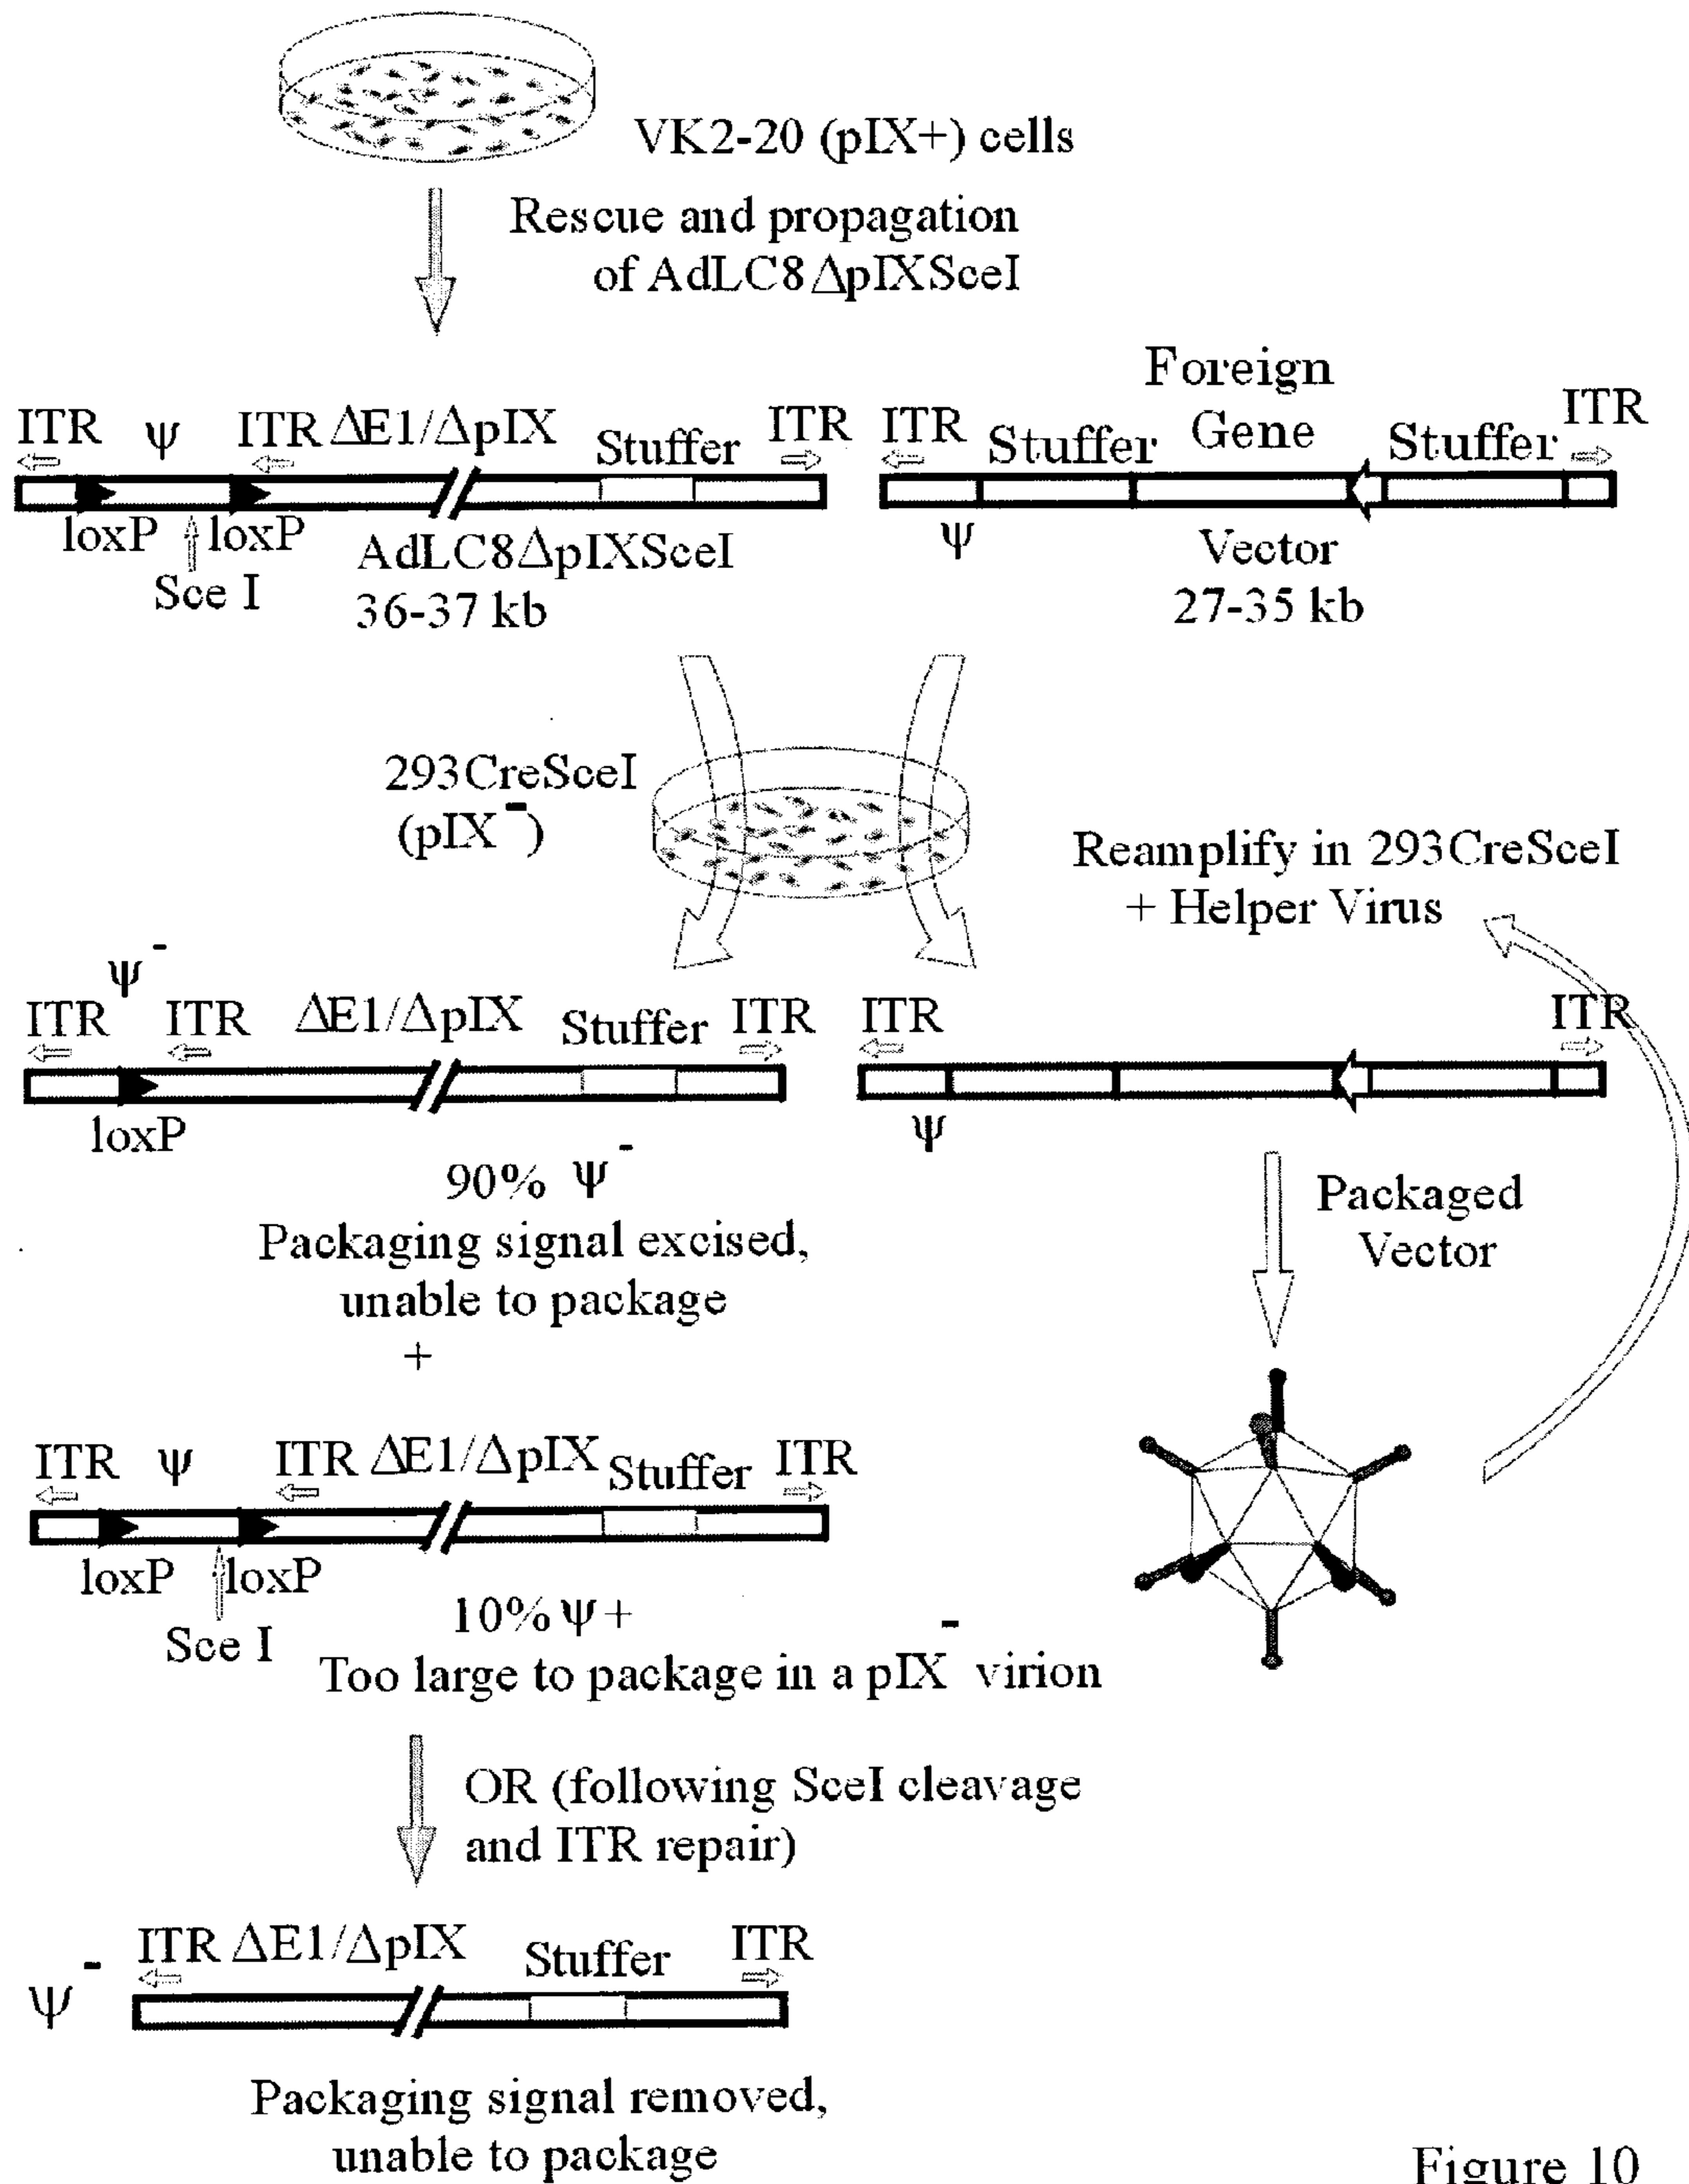 VK2-20 (pIX+) cells
Rescue and propagation
of AdLC8ΔpIXSceI
ITR ψ ITR ΔE1/ΔpIX Stuffer ITR
loxP loxP
Sce I
AdLC8ΔpIXSceI
36-37 kb
ITR Stuffer Foreign Gene Stuffer ITR
ψ
Vector
27-35 kb
293CreSceI
(pIX⁻)
Reamplify in 293CreSceI
+ Helper Virus
ψ⁻
ITR ITR ΔE1/ΔpIX Stuffer ITR
loxP
ITR ITR
ψ
90% ψ⁻
Packaging signal excised,
unable to package
+
Packaged
Vector
ITR ψ ITR ΔE1/ΔpIX Stuffer ITR
loxP loxP
Sce I
10% ψ+
Too large to package in a pIX⁻ virion
OR (following SceI cleavage
and ITR repair)
ITR ΔE1/ΔpIX Stuffer ITR
ψ⁻
Packaging signal removed,
unable to package
Figure 10